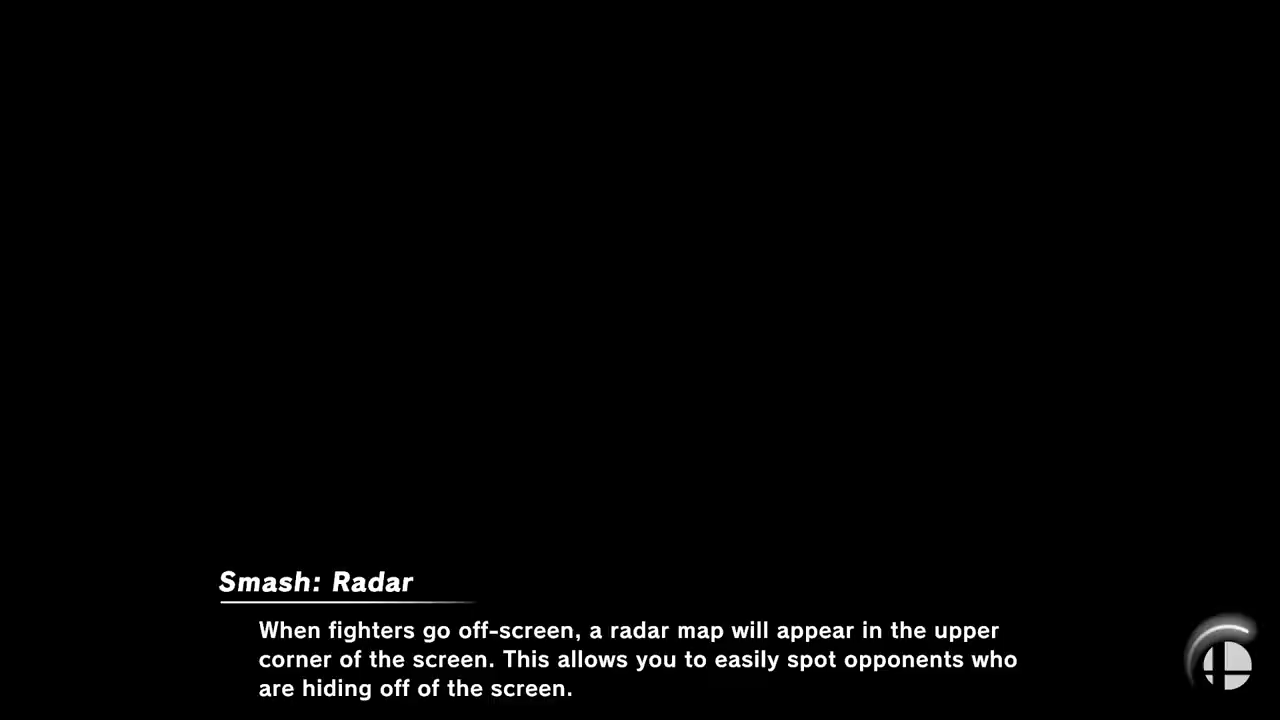 Smash: Radar
When fighters go off-screen, a radar map will appear in the upper
corner of the screen. This allows you to easily spot opponents who
are hiding off of the screen.